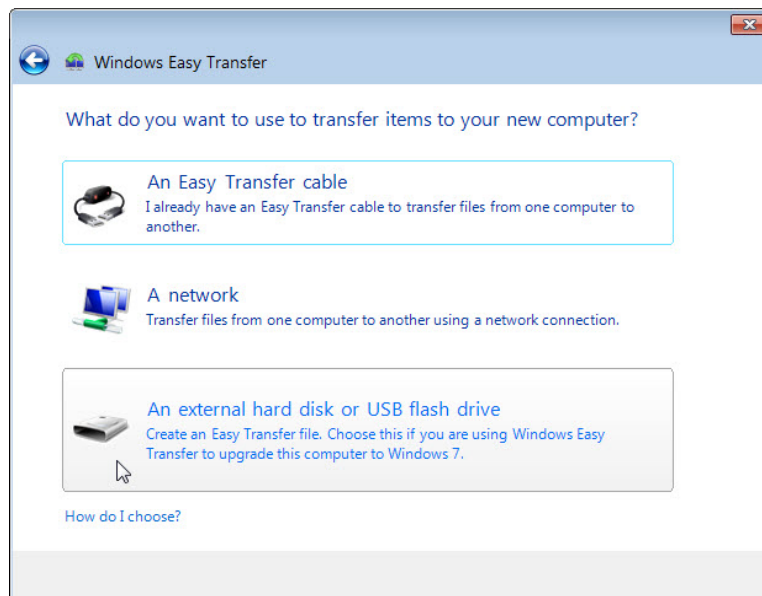 Windows Easy Transfer
What do you want to use to transfer items to your new computer?
An Easy Transfer cable
I already have an Easy Transfer cable to transfer files from one computer to
another.
A network
Transfer files from one computer to another using a network connection.
An external hard disk or USB flash drive
Create an Easy Transfer file. Choose this if you are using Windows Easy
Transfer to upgrade this computer to Windows 7.
How do I choose?